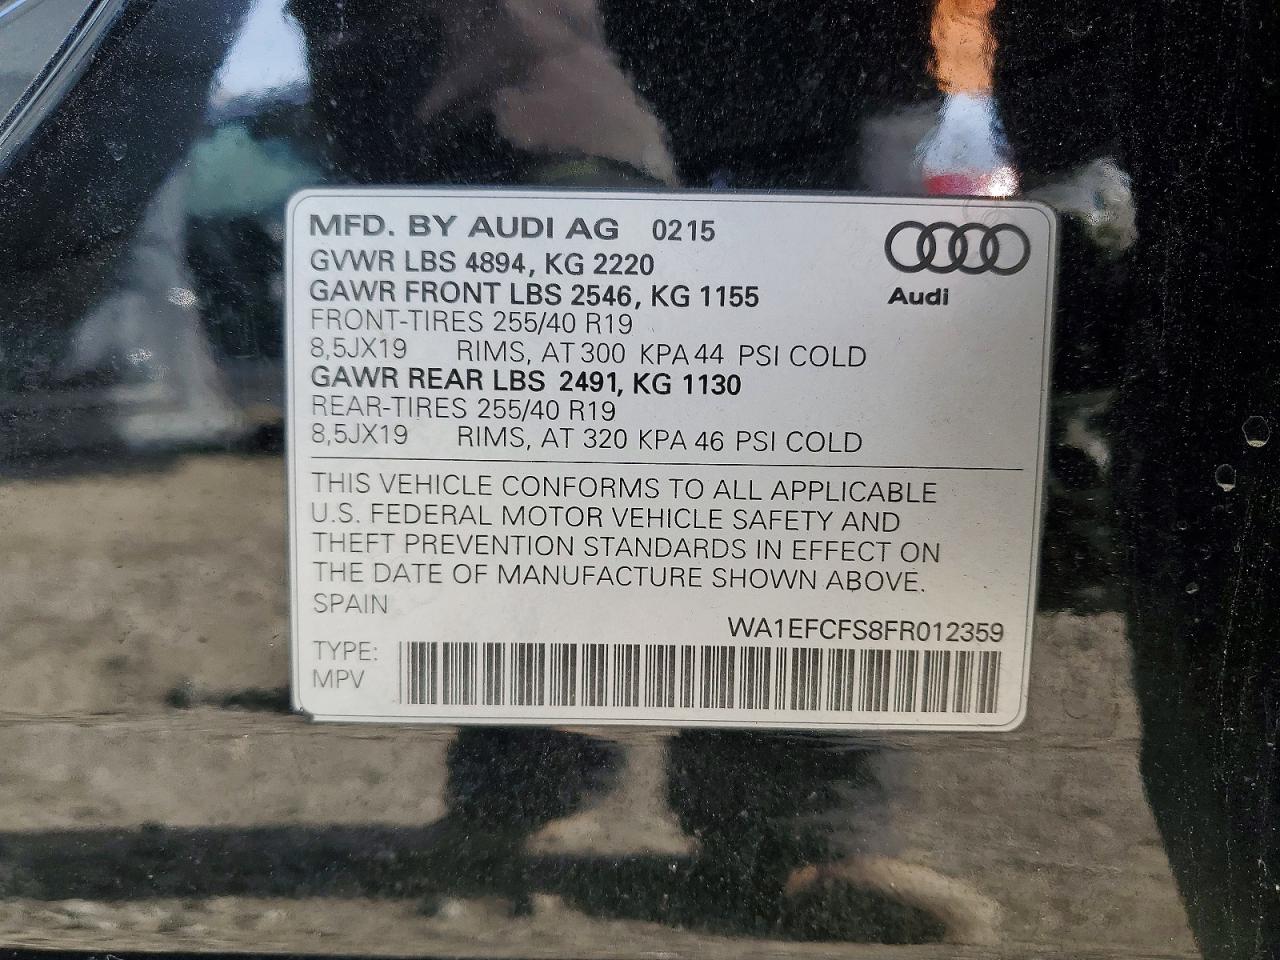 MFD. BY AUDI AG 0215
GVWR LBS 4894, KG 2220
GAWR FRONT LBS 2546, KG 1155
FRONT-TIRES 255/40 R19
8,5JX19 RIMS, AT 300 KPA 44 PSI COLD
GAWR REAR LBS 2491, KG 1130
REAR-TIRES 255/40 R19
8,5JX19 RIMS, AT 320 KPA 46 PSI COLD
Audi
THIS VEHICLE CONFORMS TO ALL APPLICABLE
U.S. FEDERAL MOTOR VEHICLE SAFETY AND
THEFT PREVENTION STANDARDS IN EFFECT ON
THE DATE OF MANUFACTURE SHOWN ABOVE.
SPAIN
WA1EFCFS8FR012359
TYPE:
MPV